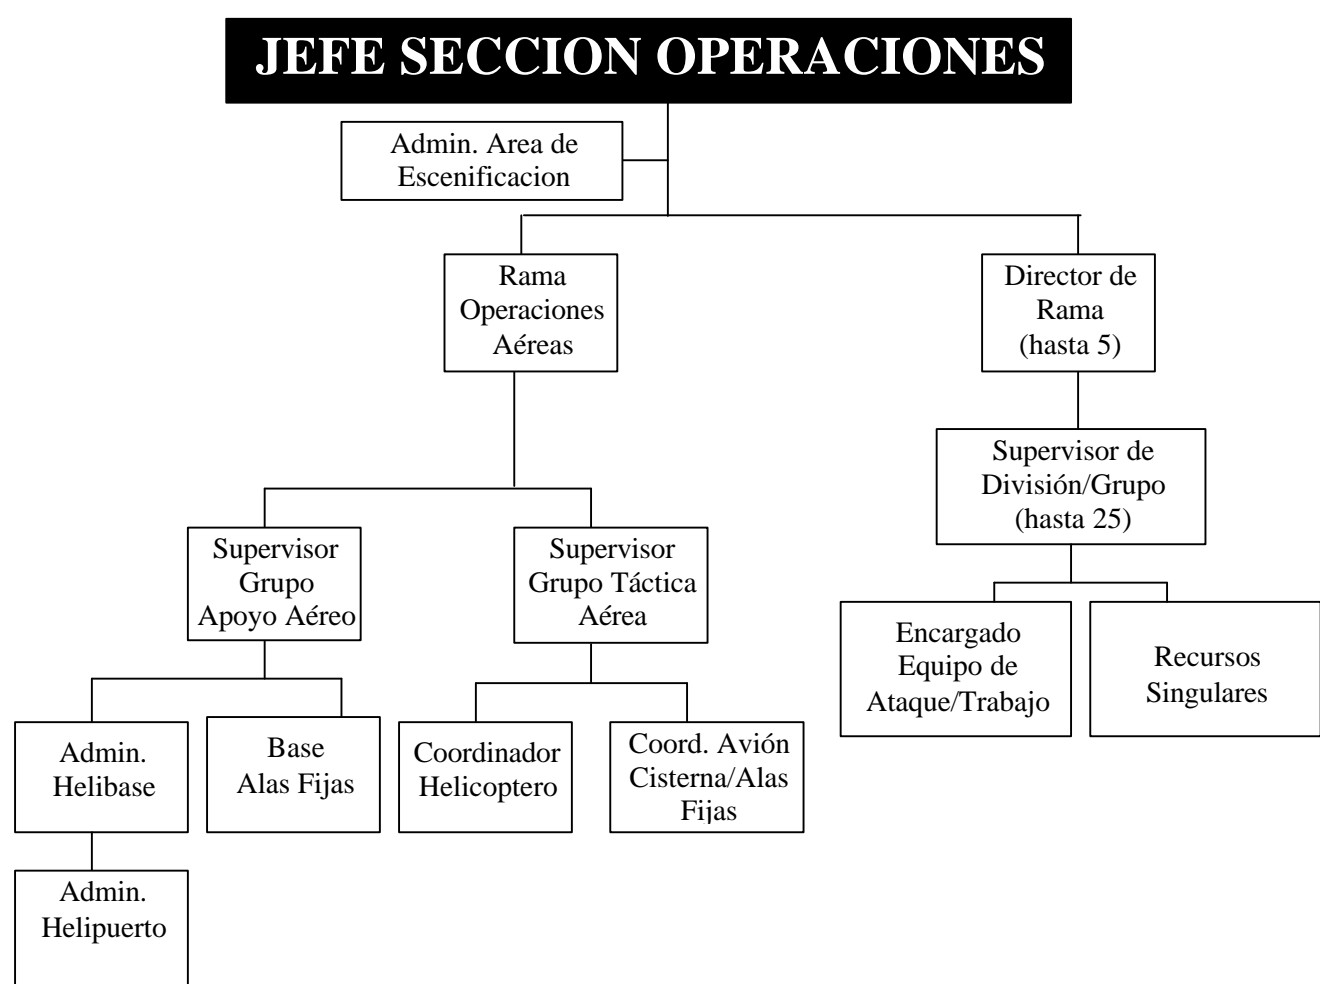 JEFE SECCION OPERACIONES
Admin. Area de
Escenificacion
Rama
Operaciones
Aéreas
Director de
Rama
(hasta 5)
Supervisor de
División/Grupo
(hasta 25)
Supervisor
Grupo
Apoyo Aéreo
Supervisor
Grupo Táctica
Aérea
Encargado
Equipo de
Ataque/Trabajo
Recursos
Singulares
Admin.
Helibase
Base
Alas Fijas
Coordinador
Helicoptero
Coord. Avión
Cisterna/Alas
Fijas
Admin.
Helipuerto